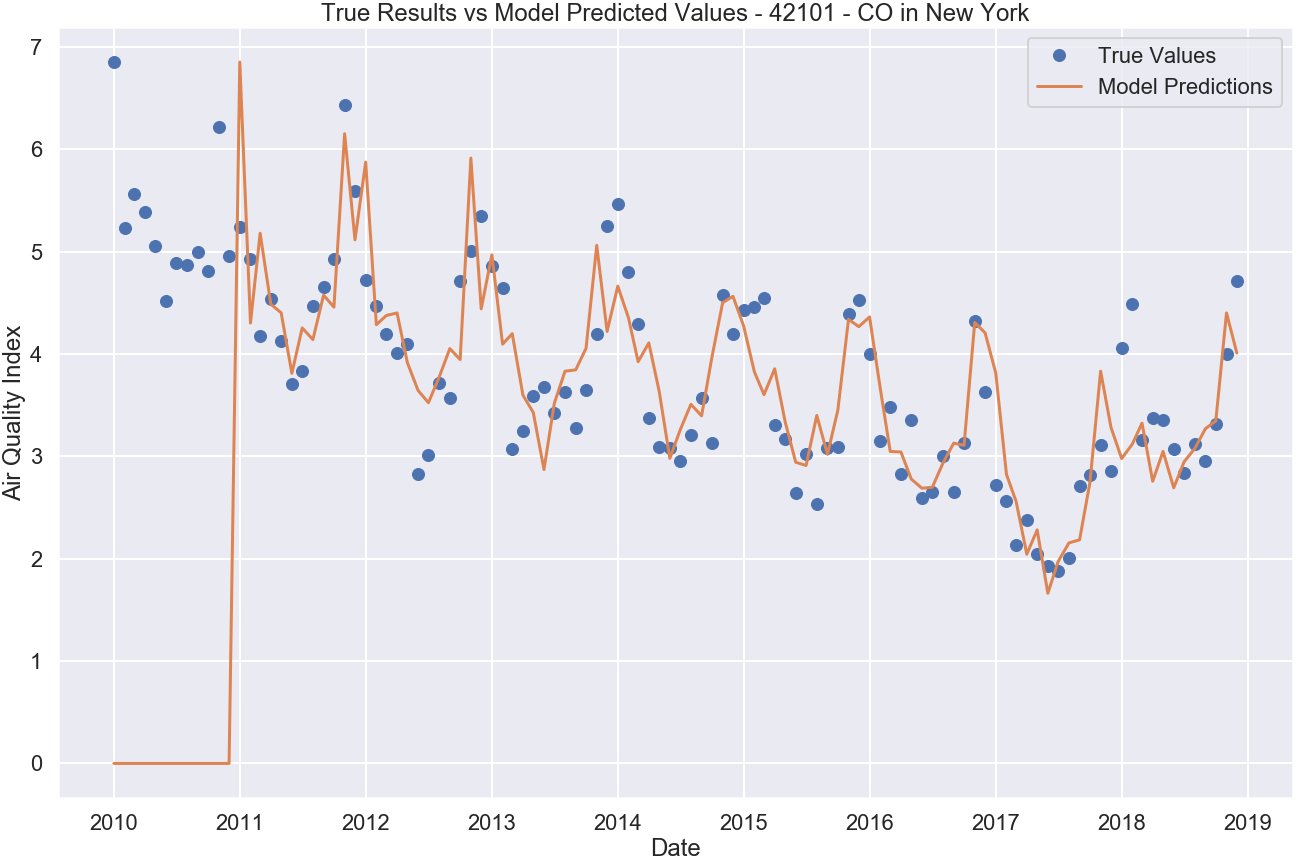 True Results vs Model Predicted Values - 42101 - CO in New York
True Values
Model Predictions
7
6
5
4
3
2
1
0
Air Quality Index
2010 2011 2012 2013 2014 2015 2016 2017 2018 2019
Date